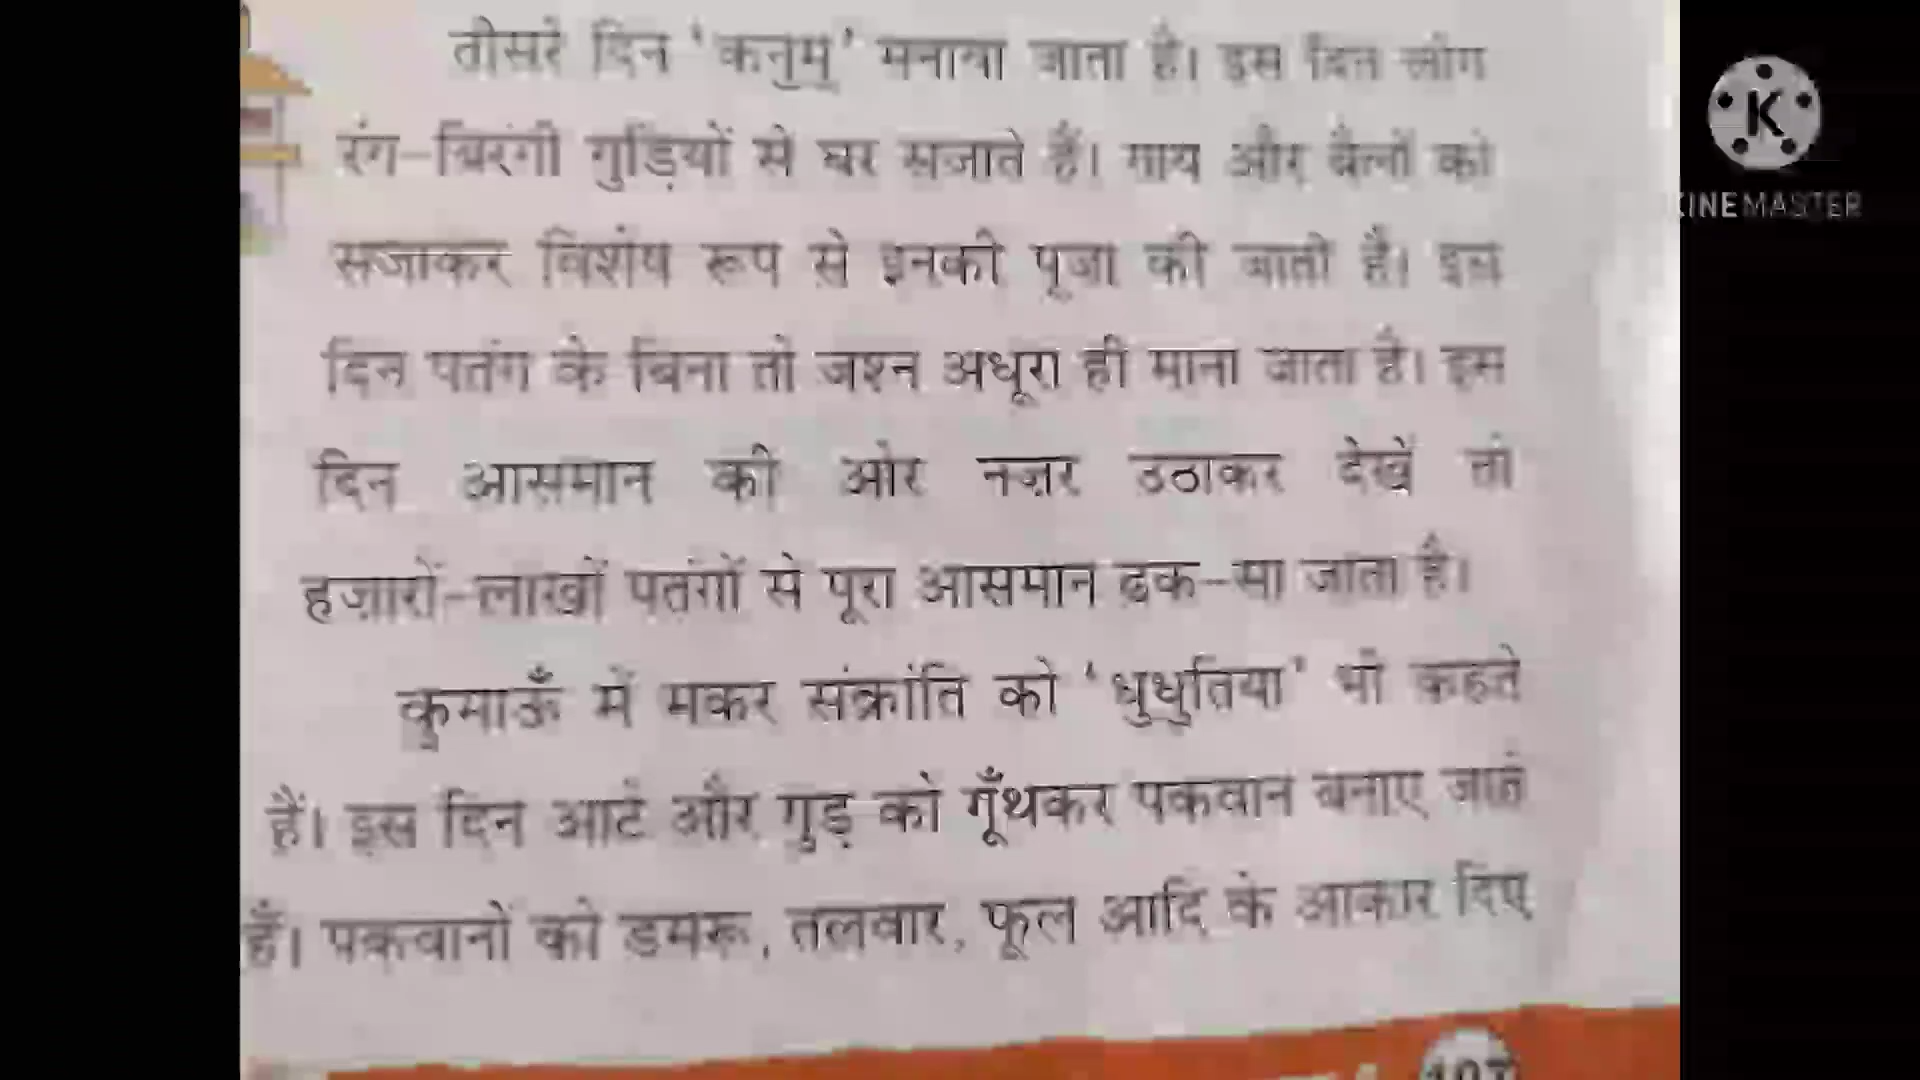 तीसरे दिन 'कनुमु' मनाया जाता है। इस दिन लोग
रंग-बिरंगी गुड़ियों से घर सजाते हैं। गाय और बैलों को
सजाकर विशेष रूप से इनकी पूजा की जाती है। इस
दिन पतंग के बिना तो जश्न अधूरा ही माना जाता है। इस
दिन आसमान की ओर नज़र उठाकर देखें तो
हज़ारों-लाखों पतंगों से पूरा आसमान ढक-सा जाता है।
कुमाऊँ में मकर संक्रांति को 'धुधुतिया' भी कहते
हैं। इस दिन आटे और गुड़ को गूँथकर पकवान बनाए जाते
हैं। पकवानों को डमरू, तलवार, फूल आदि के आकार दिए
107
K
KINEMASTER